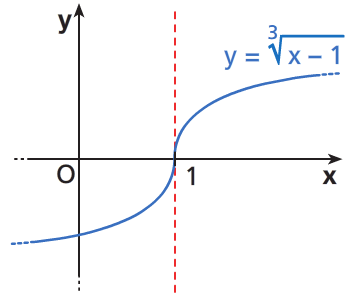 y
y = ∛x − 1
O
1
x